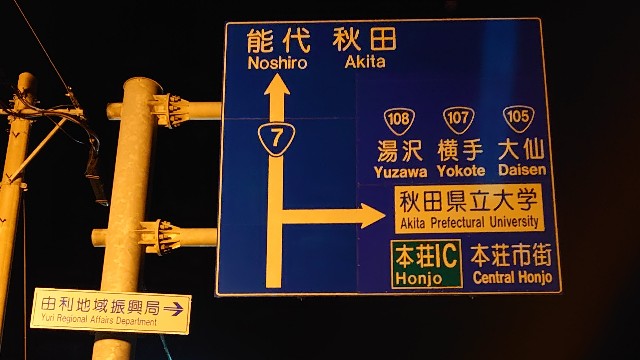 能代 秋田
Noshiro Akita
7
108 107 105
湯沢 横手 大仙
Yuzawa Yokote Daisen
秋田県立大学
Akita Prefectural University
本荘IC 本荘市街
Honjo Central Honjo
由利地域振興局
Yuri Regional Affairs Department